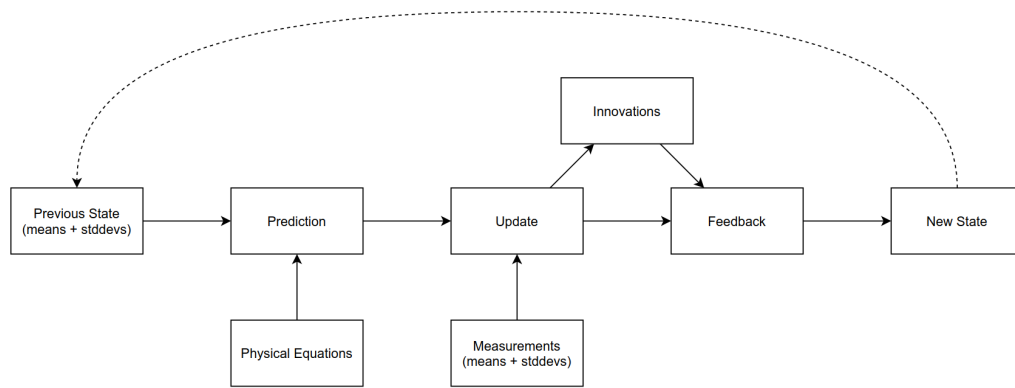 Innovations
Previous State
(means + stddevs)
Prediction
Update
Feedback
New State
Physical Equations
Measurements
(means + stddevs)